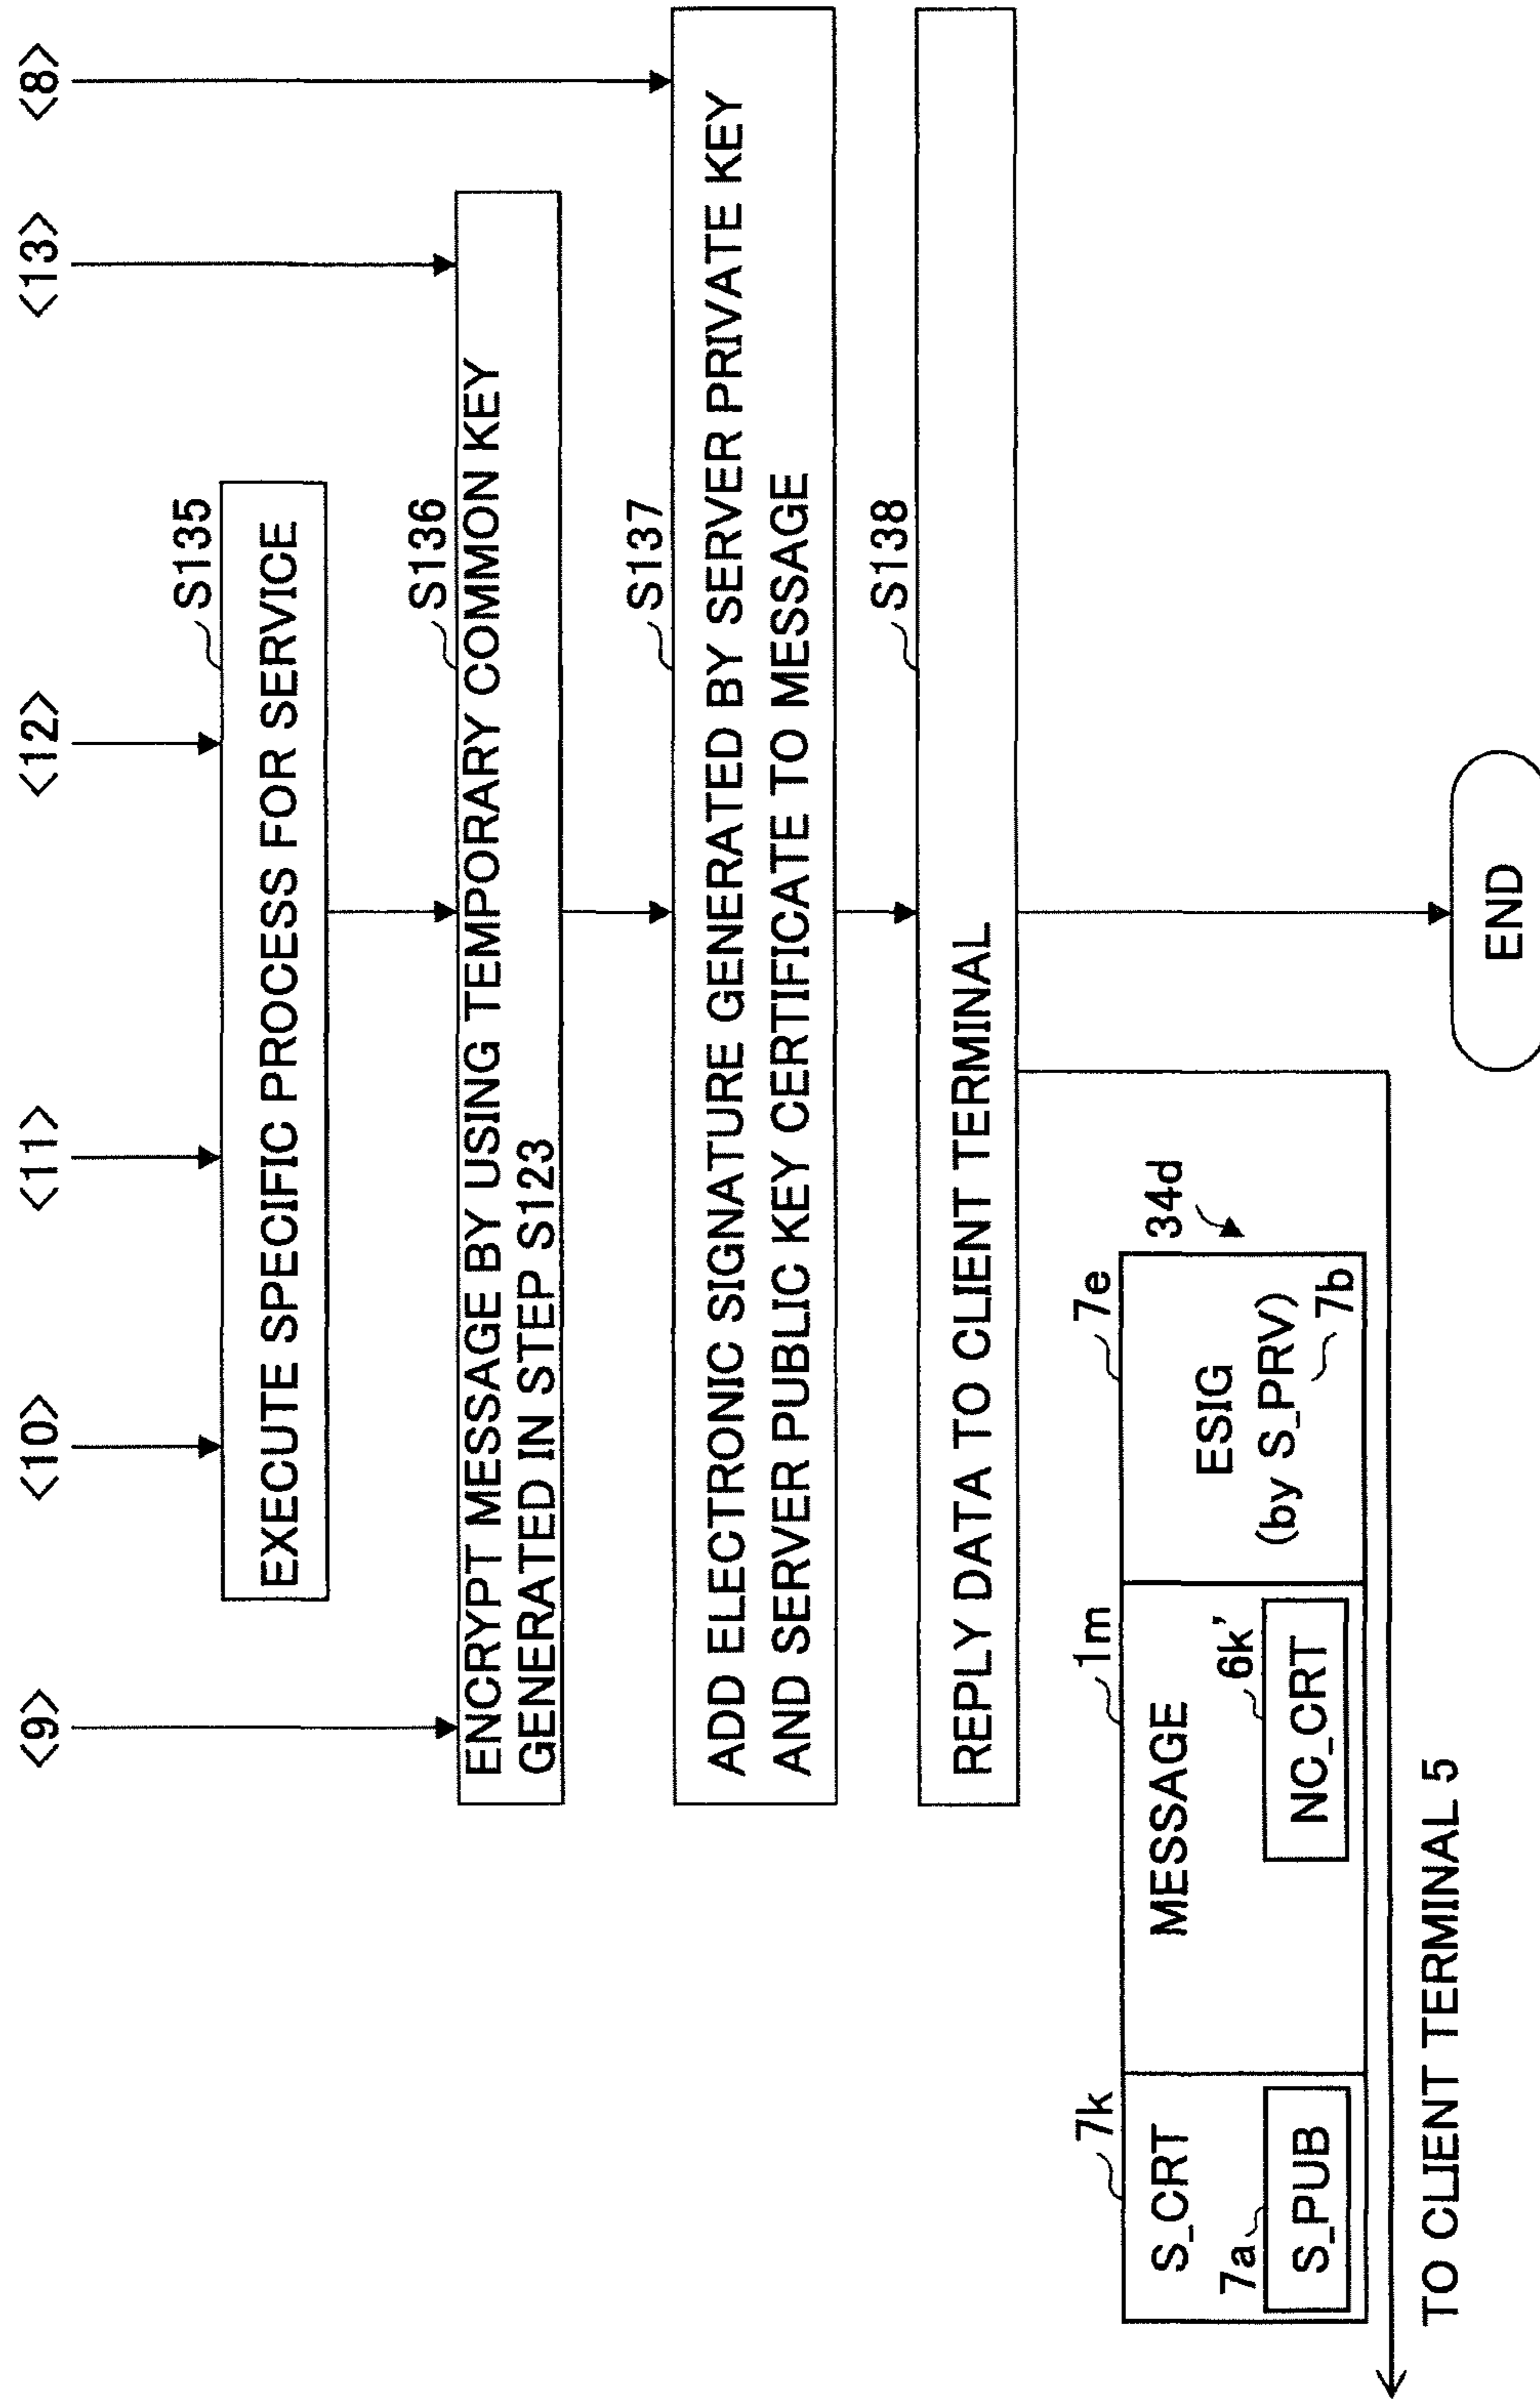 <9>
<10>
<11>
<12>
<13>
<8>
S135
EXECUTE SPECIFIC PROCESS FOR SERVICE
S136
ENCRYPT MESSAGE BY USING TEMPORARY COMMON KEY
GENERATED IN STEP S123
S137
ADD ELECTRONIC SIGNATURE GENERATED BY SERVER PRIVATE KEY
AND SERVER PUBLIC KEY CERTIFICATE TO MESSAGE
S138
REPLY DATA TO CLIENT TERMINAL
7k
1m
7e
34d
S_CRT
MESSAGE
ESIG
7a
6k'
(by S_PRV)
S_PUB
NC_CRT
7b
TO CLIENT TERMINAL 5
END